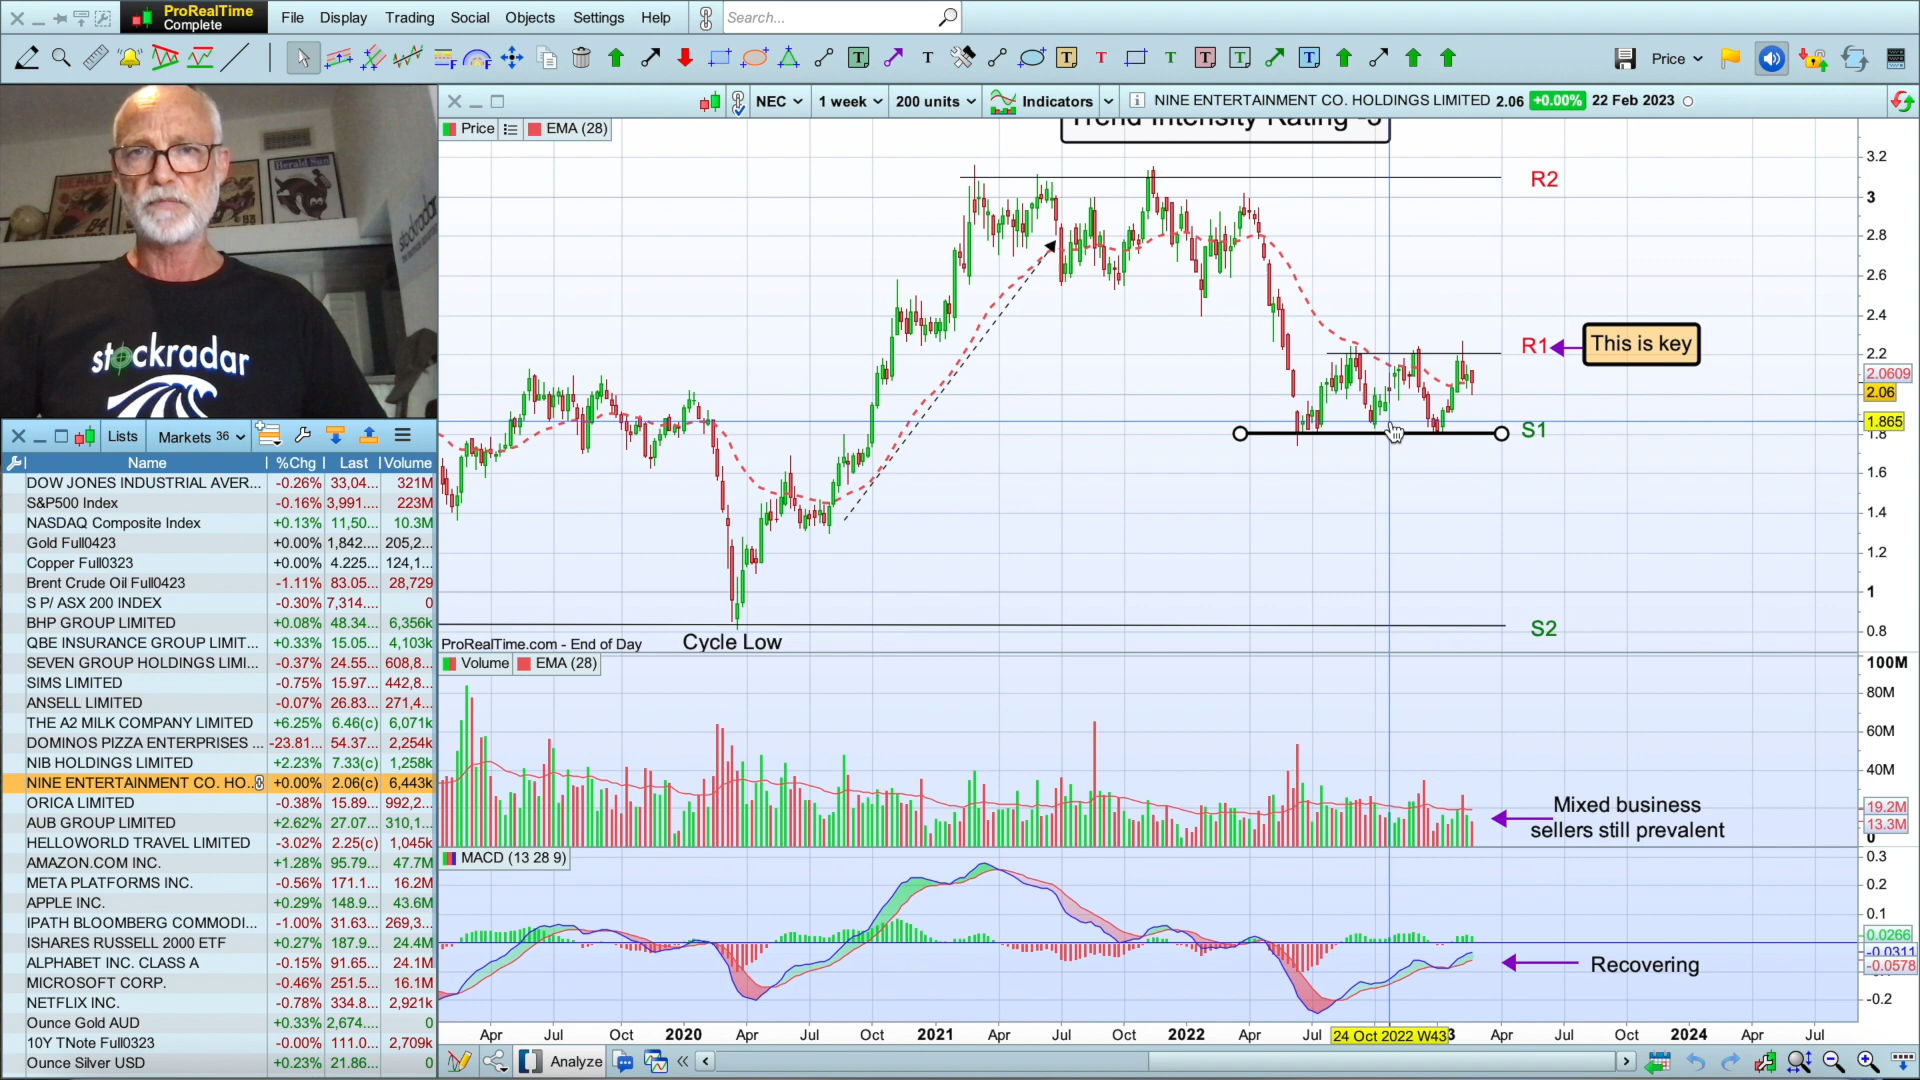 ProRealTime
Complete
File Display Trading Social Objects Settings Help
Search...
Price
NEC 1 week 200 units Indicators NINE ENTERTAINMENT CO. HOLDINGS LIMITED 2.06 +0.00% 22 Feb 2023
Price EMA (28)
Trend Intensity Rating -3
3.2
R2
3
2.8
2.6
2.4
R1 This is key
2.2
2.0609
2.06
1.865
S1
1.8
1.6
1.4
1.2
1
0.8
S2
ProRealTime.com - End of Day
Cycle Low
Herald Sun
stockradar
stockradar
Lists Markets 36
Name %Chg Last Volume
DOW JONES INDUSTRIAL AVER... -0.26% 33,04... 321M
S&P500 Index -0.16% 3,991.... 223M
NASDAQ Composite Index +0.13% 11,50... 10.3M
Gold Full0423 +0.00% 1,842.... 205,2...
Copper Full0323 +0.00% 4.225... 124,1...
Brent Crude Oil Full0423 -1.11% 83.05... 28,729
S P/ ASX 200 INDEX -0.30% 7,314.... 0
BHP GROUP LIMITED +0.08% 48.34... 6,356k
QBE INSURANCE GROUP LIMIT... +0.33% 15.05... 4,103k
SEVEN GROUP HOLDINGS LIMI... -0.37% 24.55... 608,8...
SIMS LIMITED -0.75% 15.97... 442,8...
ANSELL LIMITED -0.07% 26.83... 271,4...
THE A2 MILK COMPANY LIMITED +6.25% 6.46(c) 6,071k
DOMINOS PIZZA ENTERPRISES ... -23.81... 54.37... 2,254k
NIB HOLDINGS LIMITED +2.23% 7.33(c) 1,258k
NINE ENTERTAINMENT CO. HO... +0.00% 2.06(c) 6,443k
ORICA LIMITED -0.38% 15.89... 992,2...
AUB GROUP LIMITED +2.62% 27.07... 310,1...
HELLOWORLD TRAVEL LIMITED -3.02% 2.25(c) 1,045k
AMAZON.COM INC. +1.28% 95.79... 47.7M
META PLATFORMS INC. -0.56% 171.1... 16.2M
APPLE INC. +0.29% 148.9... 43.6M
IPATH BLOOMBERG COMMODI... -1.00% 31.63... 269,3...
ISHARES RUSSELL 2000 ETF +0.27% 187.9... 24.4M
ALPHABET INC. CLASS A -0.15% 91.65... 24.1M
MICROSOFT CORP. -0.46% 251.5... 16.1M
NETFLIX INC. -0.78% 334.8... 2,921k
Ounce Gold AUD +0.33% 2,674.... 0
10Y TNote Full0323 -0.00% 111.0... 2,709k
Ounce Silver USD +0.23% 21.86... 0
Volume EMA (28)
100M
80M
60M
40M
19.2M
13.3M
0
Mixed business
sellers still prevalent
MACD (13 28 9)
0.3
0.2
0.1
0.0266
-0.0311
-0.0578
-0.2
Recovering
Apr Jul Oct 2020 Apr Jul Oct 2021 Apr Jul Oct 2022 Apr Jul 24 Oct 2022 W43 3 Apr Jul Oct 2024 Apr Jul
Analyze